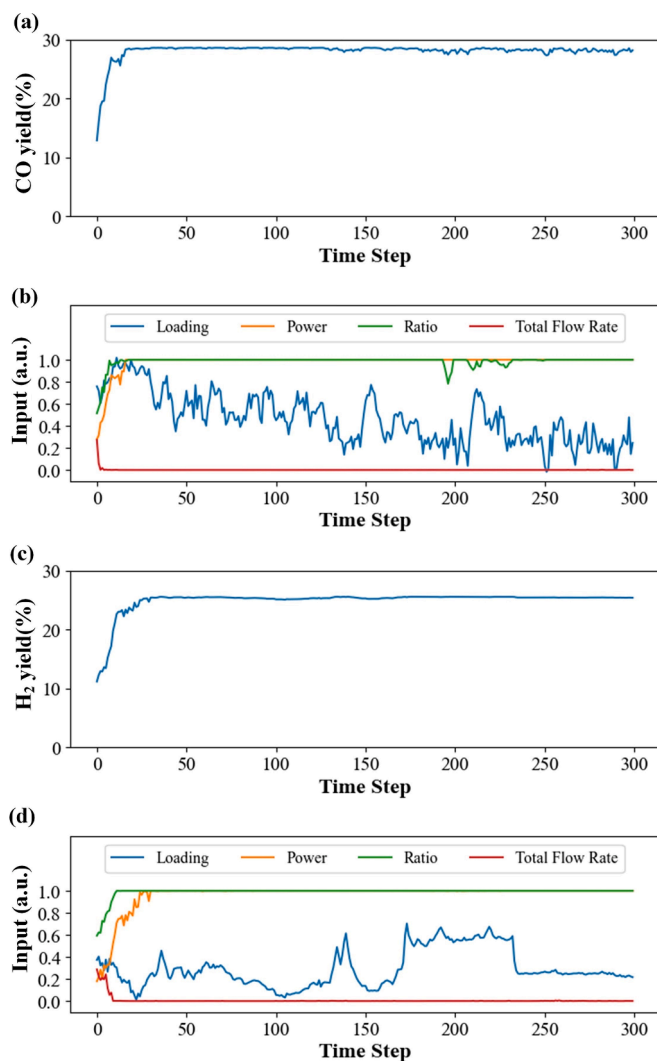 (a)
30
20
10
0
CO yield(%)
0 50 100 150 200 250 300
Time Step
(b)
Loading Power Ratio Total Flow Rate
1.0
0.8
0.6
0.4
0.2
0.0
Input (a.u.)
0 50 100 150 200 250 300
Time Step
(c)
30
20
10
0
H₂ yield(%)
0 50 100 150 200 250 300
Time Step
(d)
Loading Power Ratio Total Flow Rate
1.0
0.8
0.6
0.4
0.2
0.0
Input (a.u.)
0 50 100 150 200 250 300
Time Step